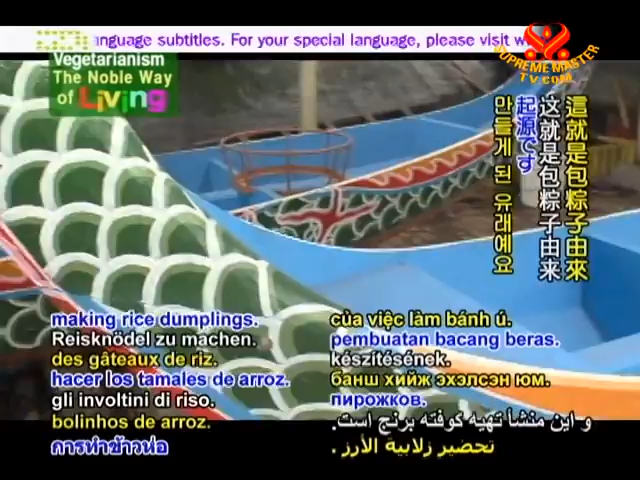 anguage subtitles. For your special language, please visit w
SUPREME MASTER
TV.COM
Vegetarianism
The Noble Way
of Living
這就是包粽子由來
这就是包粽子由来
起源です
만들게 된 유래예요
making rice dumplings.
Reisknödel zu machen.
des gâteaux de riz.
hacer los tamales de arroz.
gli involtini di riso.
bolinhos de arroz.
การทำข้าวห่อ
của việc làm bánh ú.
pembuatan bacang beras.
készítésének.
банш хийж эхэлсэн юм.
пирожков.
و این منشأ تهیه کوفته برنج است.
تحضير زلابية الأرز .